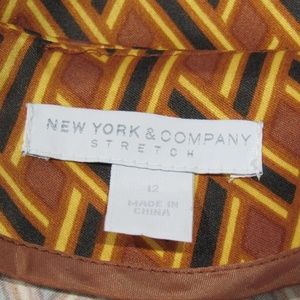 NEW YORK & COMPANY
STRETCH
12
MADE IN
CHINA